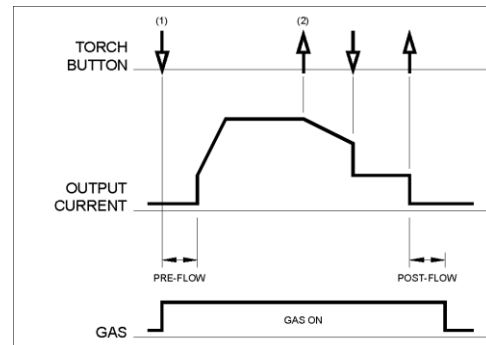 (1)
(2)
TORCH
BUTTON
OUTPUT
CURRENT
PRE-FLOW
POST-FLOW
GAS ON
GAS